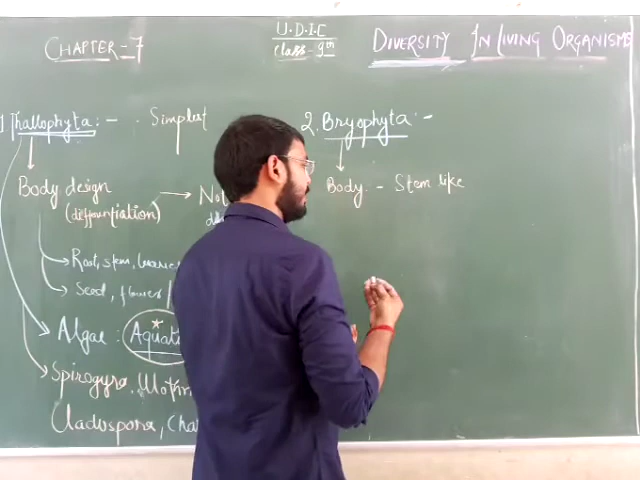 CHAPTER - 7
U.D.I.C
Class - 9th
DIVERSITY IN LIVING ORGANISMS
1 Thallophyta :- . Simplest
Body design
(differentiation)
Root, stem, leaves
Seed, flower
Algae : Aquati
Spirogyra,
Cladospora, Cha
2. Bryophyta :-
Body. - Stem like